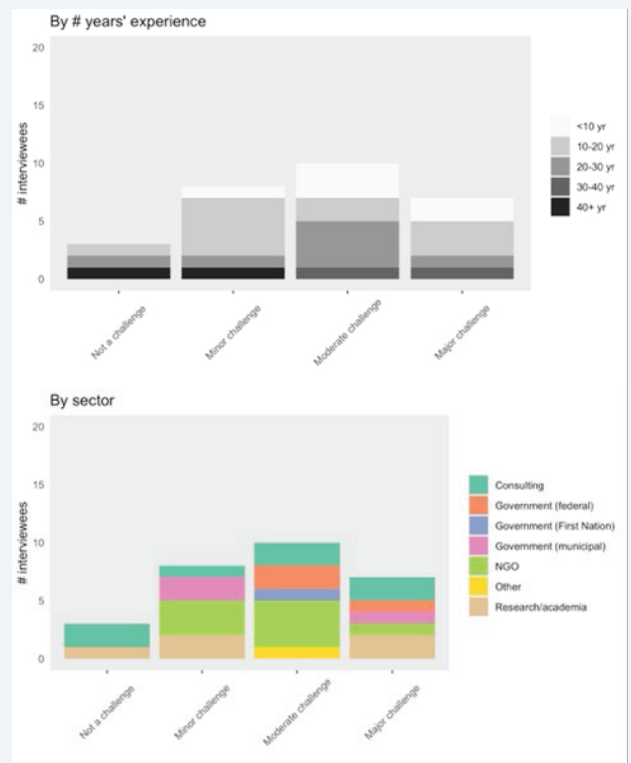 By # years' experience
20
15
10
5
0
# interviewees
Not a challenge
Minor challenge
Moderate challenge
Major challenge
<10 yr
10-20 yr
20-30 yr
30-40 yr
40+ yr
By sector
20
15
10
5
0
# interviewees
Not a challenge
Minor challenge
Moderate challenge
Major challenge
Consulting
Government (federal)
Government (First Nation)
Government (municipal)
NGO
Other
Research/academia